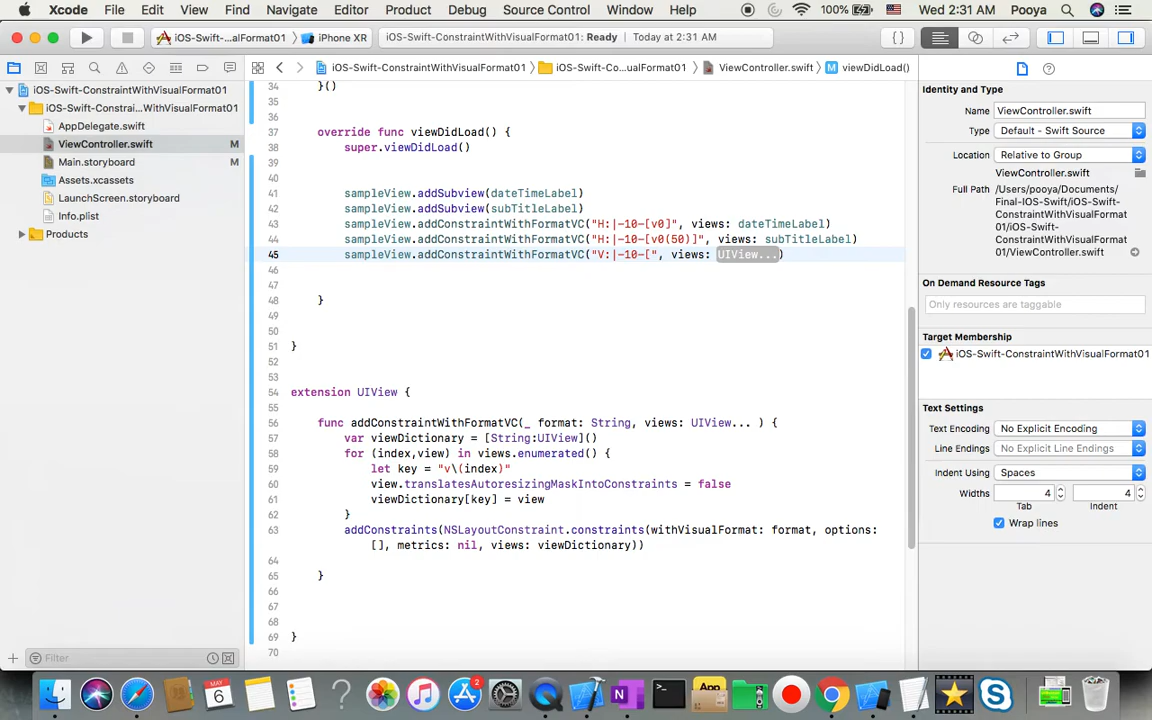 Xcode File Edit View Find Navigate Editor Product Debug Source Control Window Help 100% Wed 2:31 AM Pooya
iOS-Swift-...alFormat01 iPhone XR iOS-Swift-ConstraintWithVisualFormat01: Ready Today at 2:31 AM
iOS-Swift-ConstraintWithVisualFormat01 iOS-Swift-Co...ualFormat01 ViewController.swift M viewDidLoad()
iOS-Swift-ConstraintWithVisualFormat01
iOS-Swift-Constrai...WithVisualFormat01
AppDelegate.swift
ViewController.swift M
Main.storyboard M
Assets.xcassets
LaunchScreen.storyboard
Info.plist
Products
Filter
34 }()
35
36
37 override func viewDidLoad() {
38 super.viewDidLoad()
39
40
41 sampleView.addSubview(dateTimeLabel)
42 sampleView.addSubview(subTitleLabel)
43 sampleView.addConstraintWithFormatVC("H:|-10-[v0]", views: dateTimeLabel)
44 sampleView.addConstraintWithFormatVC("H:|-10-[v0(50)]", views: subTitleLabel)
45 sampleView.addConstraintWithFormatVC("V:|-10-[", views: UIView...)
46
47
48 }
49
50
51 }
52
53
54 extension UIView {
55
56 func addConstraintWithFormatVC(_ format: String, views: UIView... ) {
57 var viewDictionary = [String:UIView]()
58 for (index,view) in views.enumerated() {
59 let key = "v\(index)"
60 view.translatesAutoresizingMaskIntoConstraints = false
61 viewDictionary[key] = view
62 }
63 addConstraints(NSLayoutConstraint.constraints(withVisualFormat: format, options:
[], metrics: nil, views: viewDictionary))
64
65 }
66
67
68
69 }
70
Identity and Type
Name ViewController.swift
Type Default - Swift Source
Location Relative to Group
ViewController.swift
Full Path /Users/pooya/Documents/
Final-iOS-Swift/iOS-Swift-
ConstraintWithVisualFormat
01/iOS-Swift-
ConstraintWithVisualFormat
01/ViewController.swift
On Demand Resource Tags
Only resources are taggable
Target Membership
iOS-Swift-ConstraintWithVisualFormat01
Text Settings
Text Encoding No Explicit Encoding
Line Endings No Explicit Line Endings
Indent Using Spaces
Widths 4 4
Tab Indent
Wrap lines
MAY
6
2
App